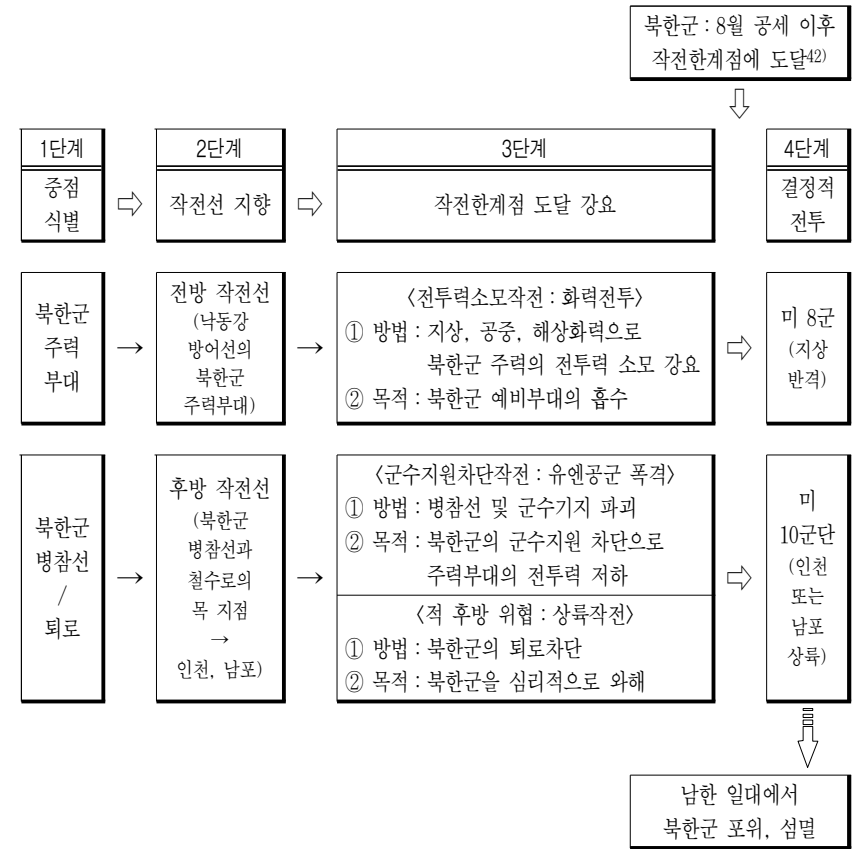 북한군 : 8월 공세 이후
작전한계점에 도달42)
⇩
1단계
중점
식별
⇨
2단계
작전선 지향
⇨
3단계
작전한계점 도달 강요
4단계
결정적
전투
북한군
주력
부대
→
전방 작전선
(낙동강
방어선의
북한군
주력부대)
→
〈전투력소모작전 : 화력전투〉
① 방법 : 지상, 공중, 해상화력으로
북한군 주력의 전투력 소모 강요
② 목적 : 북한군 예비부대의 흡수
⇨
미 8군
(지상
반격)
북한군
병참선
/
퇴로
→
후방 작전선
(북한군
병참선과
철수로의
목 지점
→
인천, 남포)
→
〈군수지원차단작전 : 유엔공군 폭격〉
① 방법 : 병참선 및 군수기지 파괴
② 목적 : 북한군의 군수지원 차단으로
주력부대의 전투력 저하
〈적 후방 위협 : 상륙작전〉
① 방법 : 북한군의 퇴로차단
② 목적 : 북한군을 심리적으로 와해
⇨
미
10군단
(인천
또는
남포
상륙)
남한 일대에서
북한군 포위, 섬멸